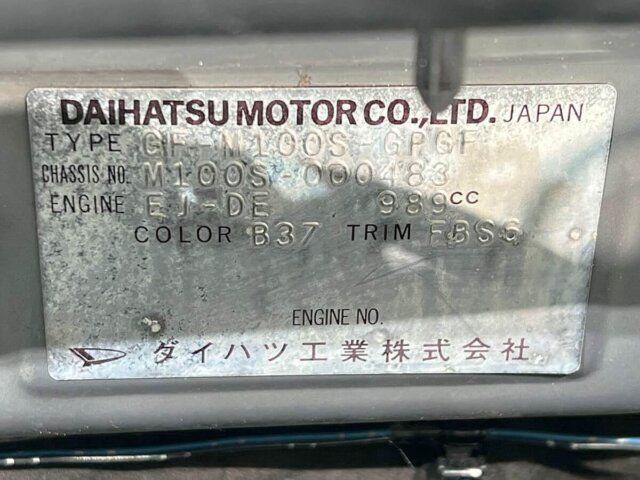 DAIHATSU MOTOR CO.,LTD. JAPAN
TYPE GF-M100S-GPGF
CHASSIS NO. M100S-000483
ENGINE EJ-DE 989cc
COLOR B37 TRIM FBS6
ENGINE NO.
ダイハツ工業株式会社